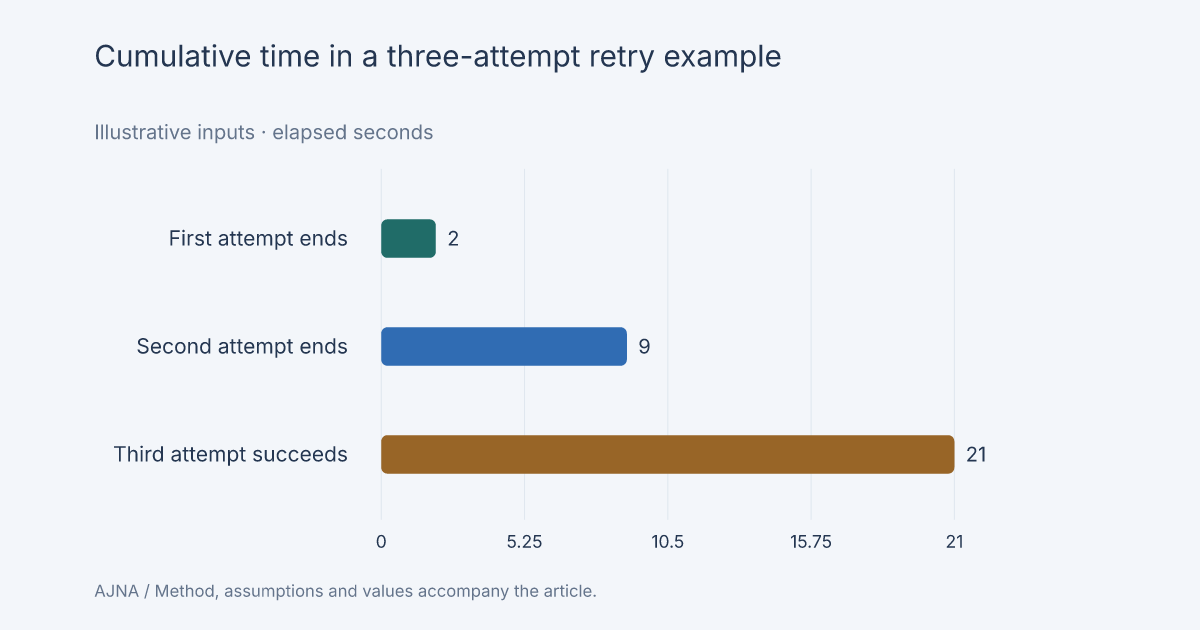 Cumulative time in a three-attempt retry example
Illustrative inputs · elapsed seconds
First attempt ends 2
Second attempt ends 9
Third attempt succeeds 21
0 5.25 10.5 15.75 21
AJNA / Method, assumptions and values accompany the article.